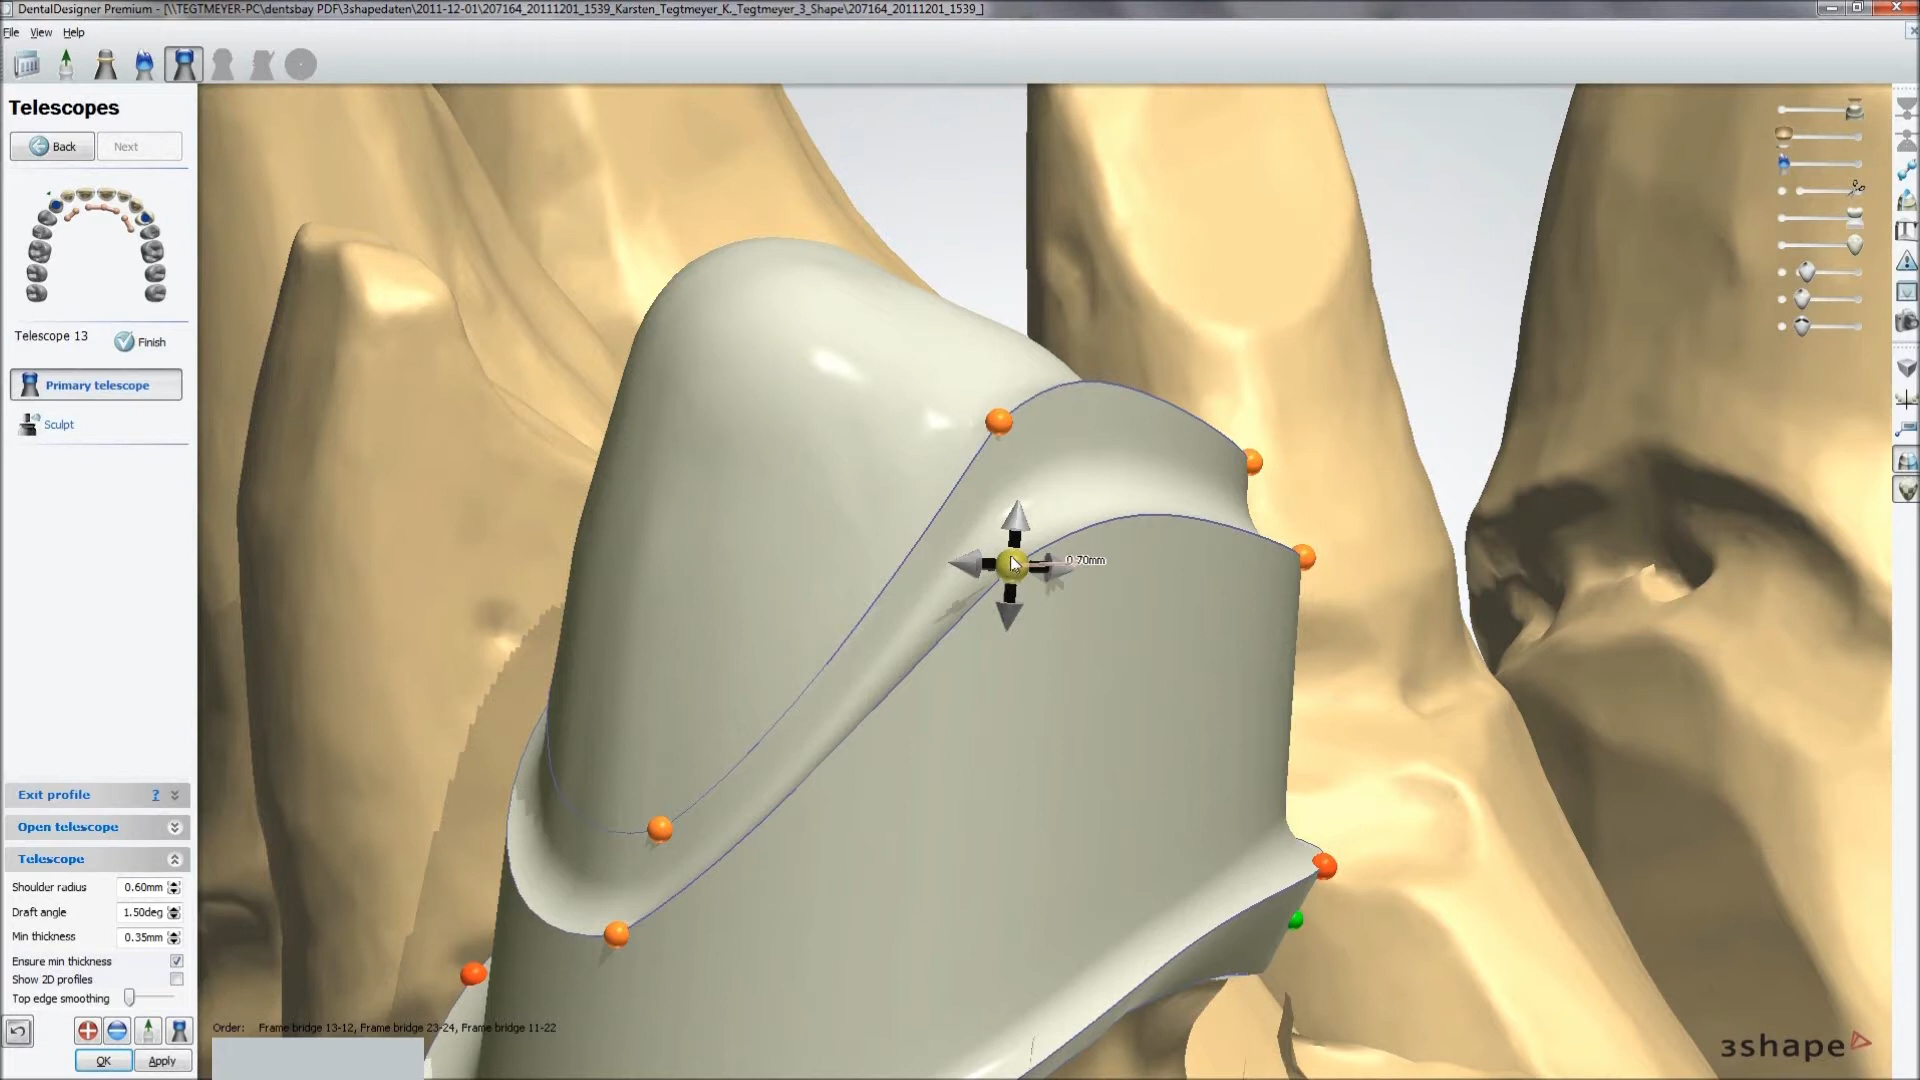 DentalDesigner Premium - [\\TEGTMEYER-PC\dentsbay PDF\3shapedaten\2011-12-01\207164_20111201_1539_Karsten_Tegtmeyer_K._Tegtmeyer_3_Shape\207164_20111201_1539_]
File View Help
Telescopes
Back Next
Telescope 13 Finish
Primary telescope
Sculpt
0.70mm
Exit profile ?
Open telescope
Telescope
Shoulder radius 0.60mm
Draft angle 1.50deg
Min thickness 0.35mm
Ensure min thickness
Show 2D profiles
Top edge smoothing
Order: Frame bridge 13-12, Frame bridge 23-24, Frame bridge 11-22
OK Apply
3shape